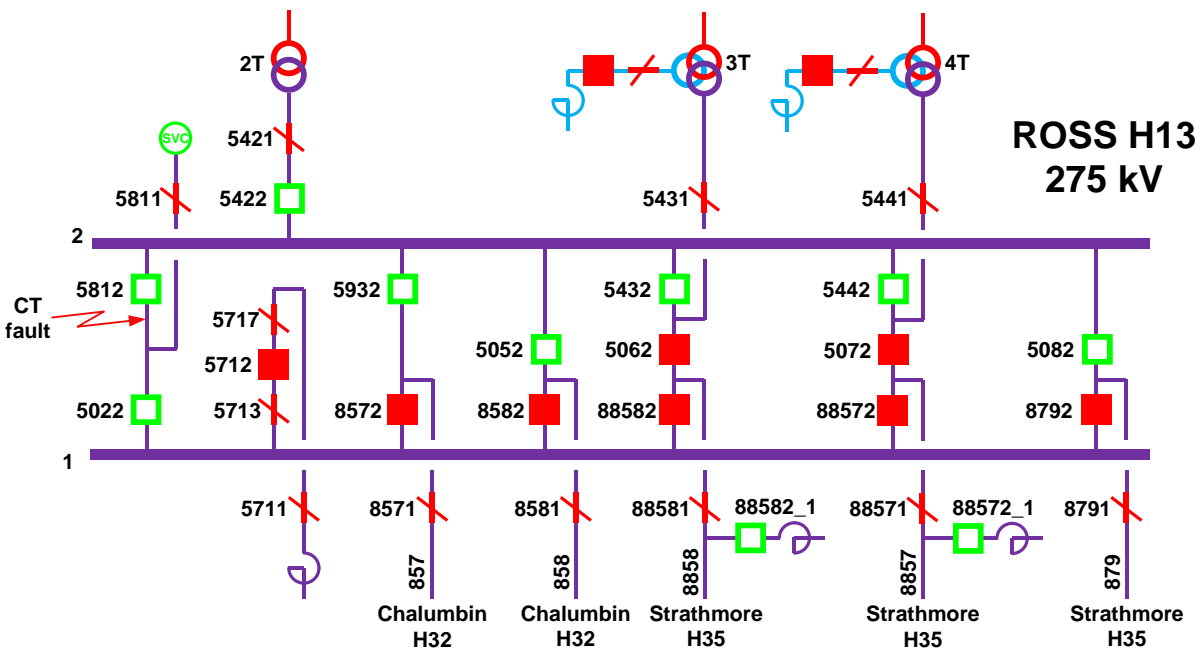 2T
3T
4T
ROSS H13
275 kV
SVC
5421
5811
5422
5431
5441
2
5812
5932
5432
5442
CT
fault
5717
5712
5052
5062
5072
5082
5022
5713
8572
8582
88582
88572
8792
1
5711
8571
8581
88581
88582_1
88571
88572_1
8791
857
858
8858
8857
879
Chalumbin
H32
Chalumbin
H32
Strathmore
H35
Strathmore
H35
Strathmore
H35